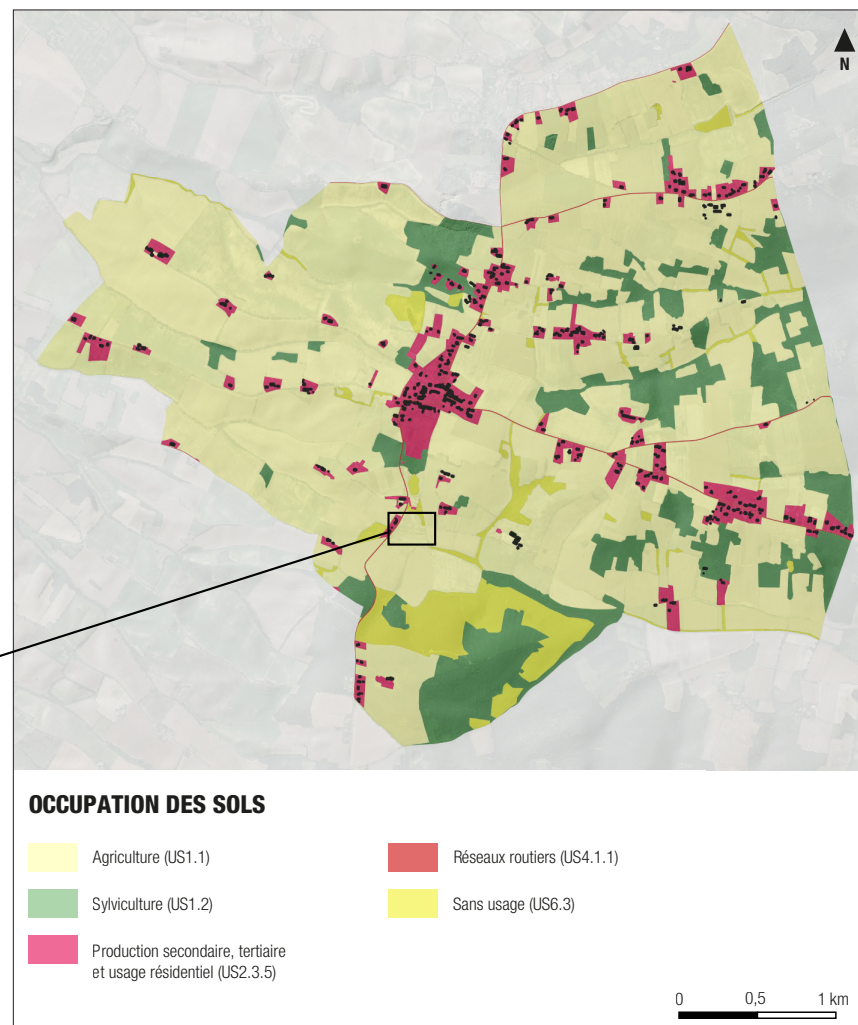 N
OCCUPATION DES SOLS
Agriculture (US1.1)
Sylviculture (US1.2)
Production secondaire, tertiaire
et usage résidentiel (US2.3.5)
Réseaux routiers (US4.1.1)
Sans usage (US6.3)
0 0,5 1 km